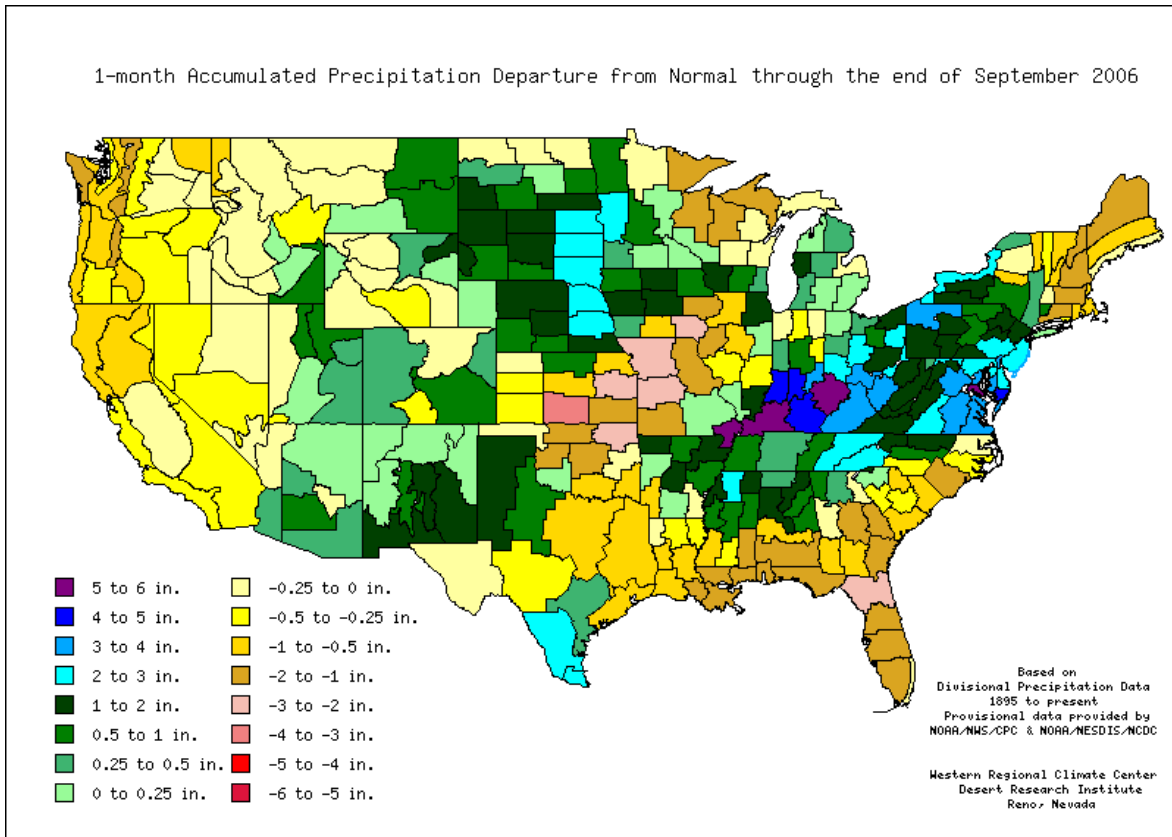 1-month Accumulated Precipitation Departure from Normal through the end of September 2006
5 to 6 in.
4 to 5 in.
3 to 4 in.
2 to 3 in.
1 to 2 in.
0.5 to 1 in.
0.25 to 0.5 in.
0 to 0.25 in.
-0.25 to 0 in.
-0.5 to -0.25 in.
-1 to -0.5 in.
-2 to -1 in.
-3 to -2 in.
-4 to -3 in.
-5 to -4 in.
-6 to -5 in.
Based on
Divisional Precipitation Data
1895 to present
Provisional data provided by
NOAA/NWS/CPC & NOAA/NESDIS/NCDC
Western Regional Climate Center
Desert Research Institute
Reno, Nevada